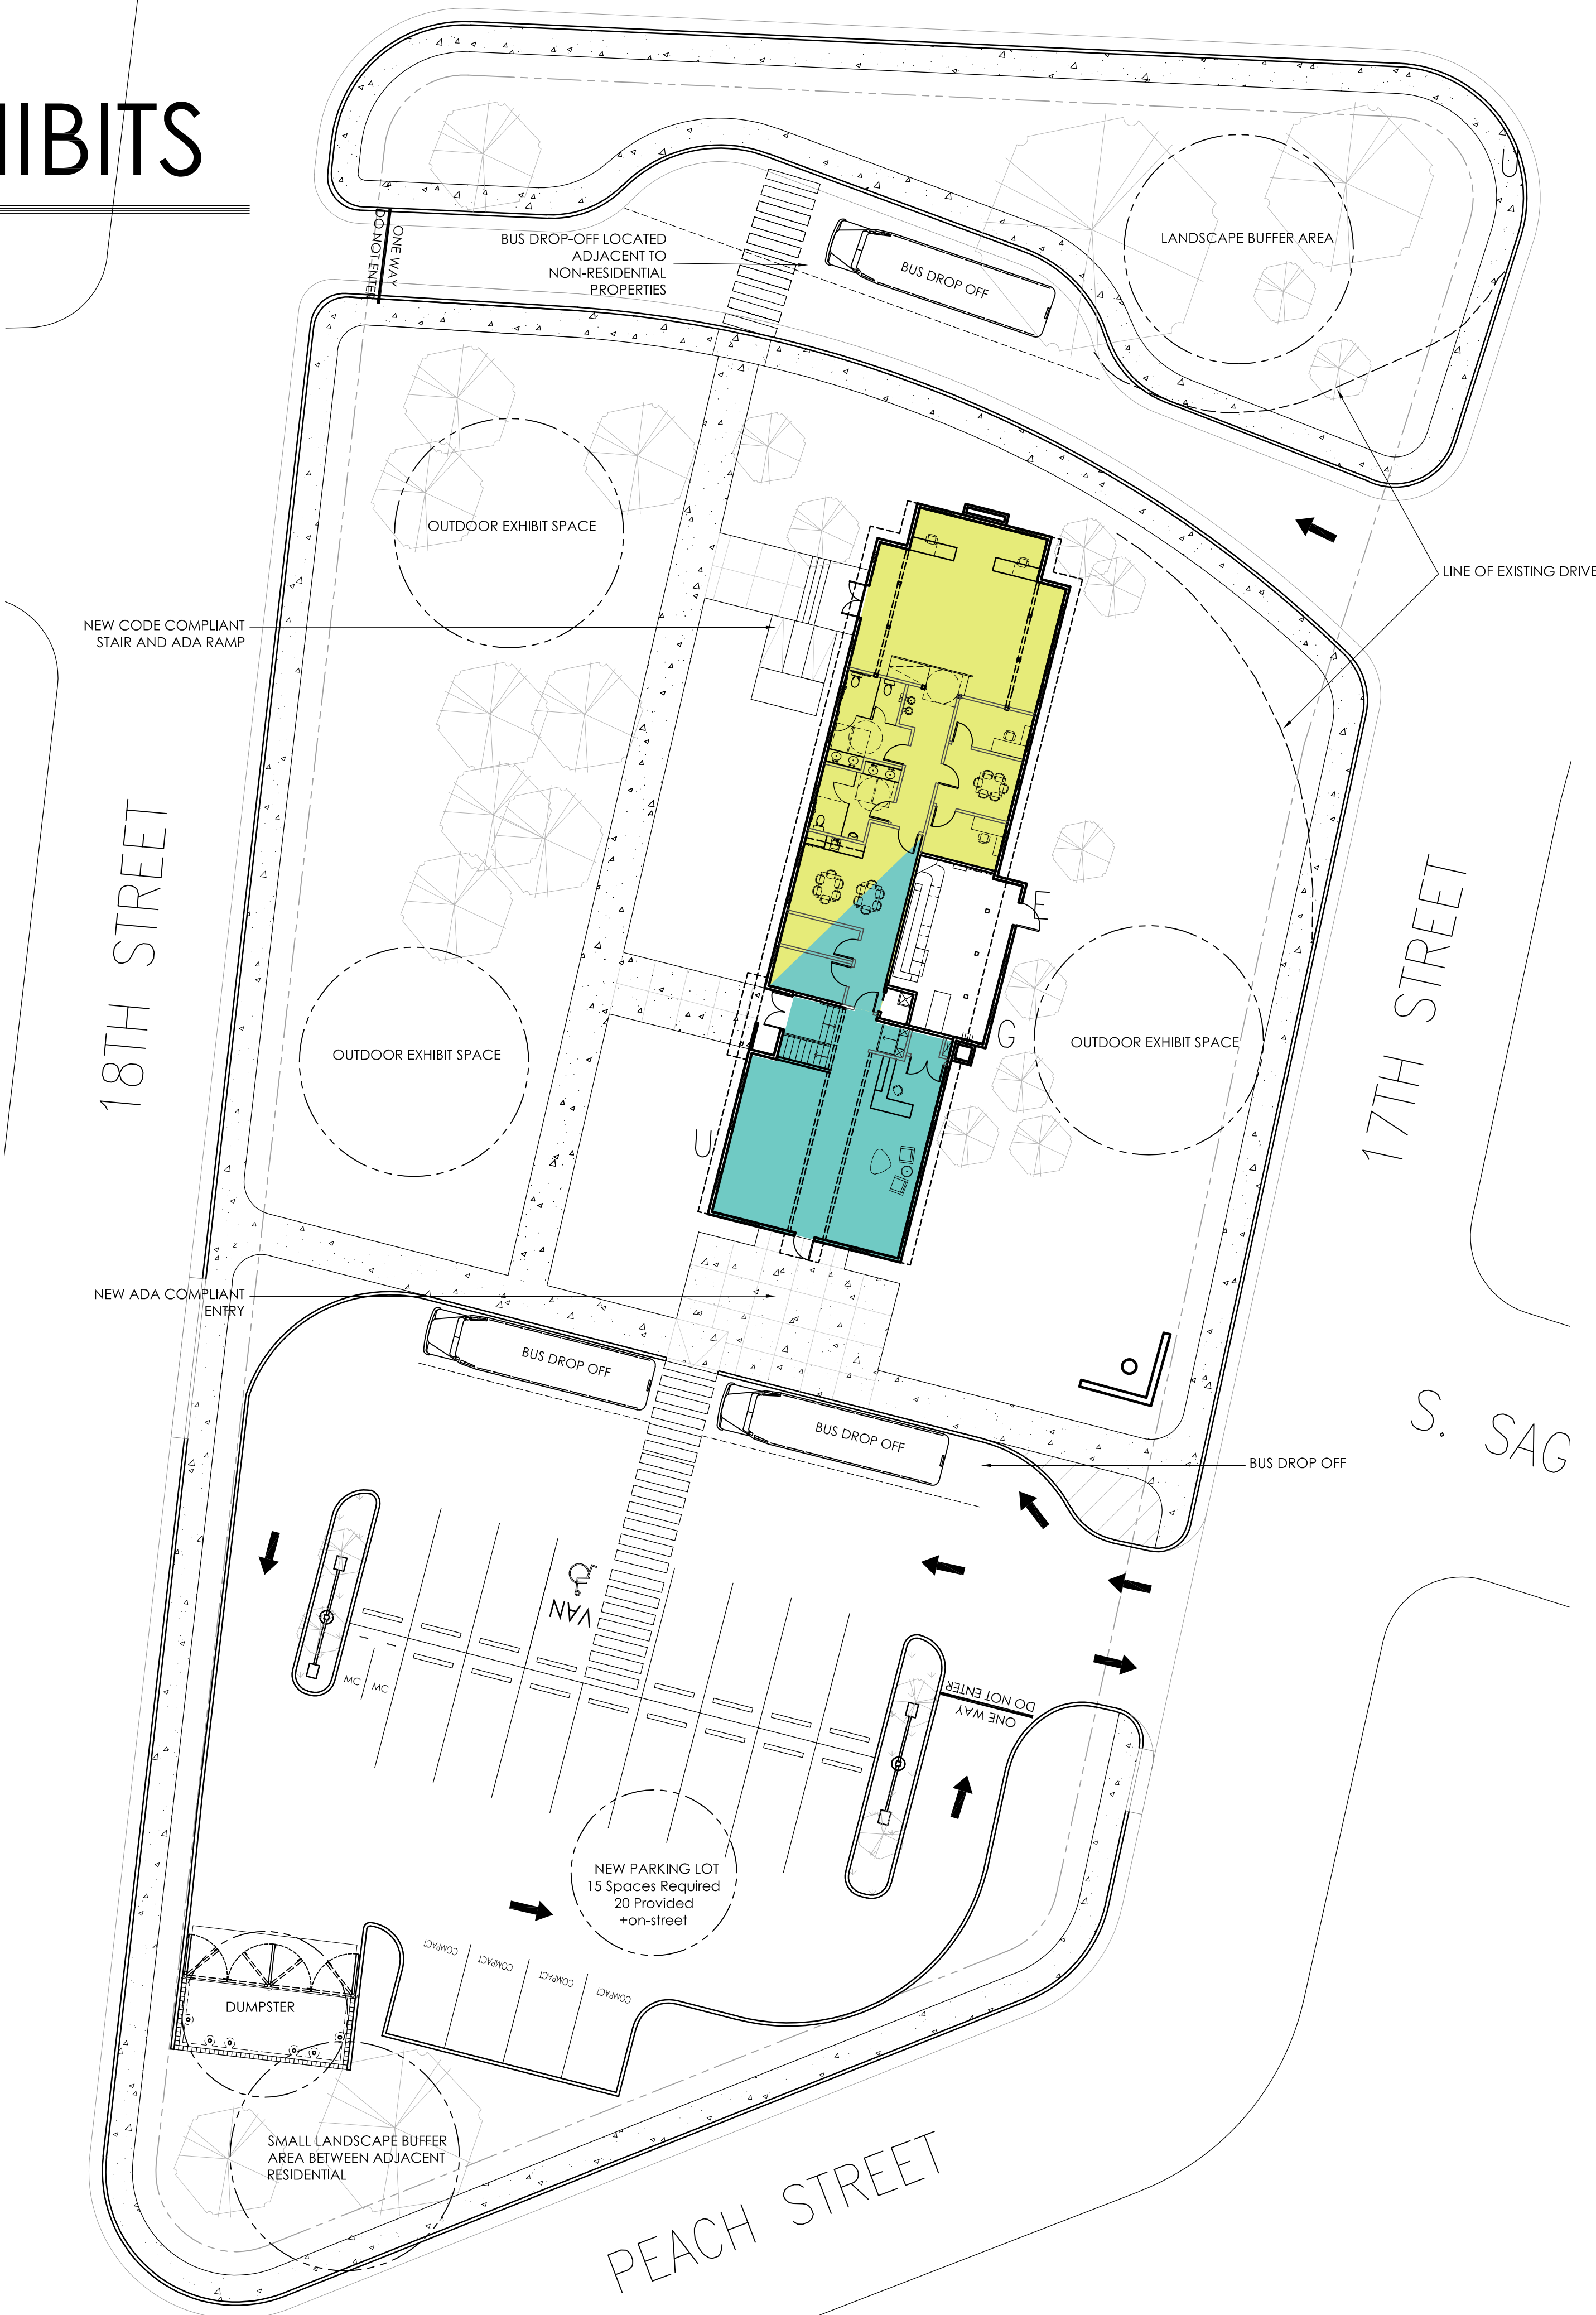 HIBITS
DO NOT ENTER
ONE WAY
BUS DROP-OFF LOCATED
ADJACENT TO
NON-RESIDENTIAL
PROPERTIES
BUS DROP OFF
LANDSCAPE BUFFER AREA
U
OUTDOOR EXHIBIT SPACE
LINE OF EXISTING DRIVE
NEW CODE COMPLIANT
STAIR AND ADA RAMP
18TH STREET
17TH STREET
E
G
U
OUTDOOR EXHIBIT SPACE
OUTDOOR EXHIBIT SPACE
NEW ADA COMPLIANT
ENTRY
BUS DROP OFF
BUS DROP OFF
BUS DROP OFF
S. SAG
VAN
MC
MC
DO NOT ENTER
ONE WAY
NEW PARKING LOT
15 Spaces Required
20 Provided
+on-street
COMPACT
COMPACT
COMPACT
COMPACT
DUMPSTER
SMALL LANDSCAPE BUFFER
AREA BETWEEN ADJACENT
RESIDENTIAL
PEACH STREET